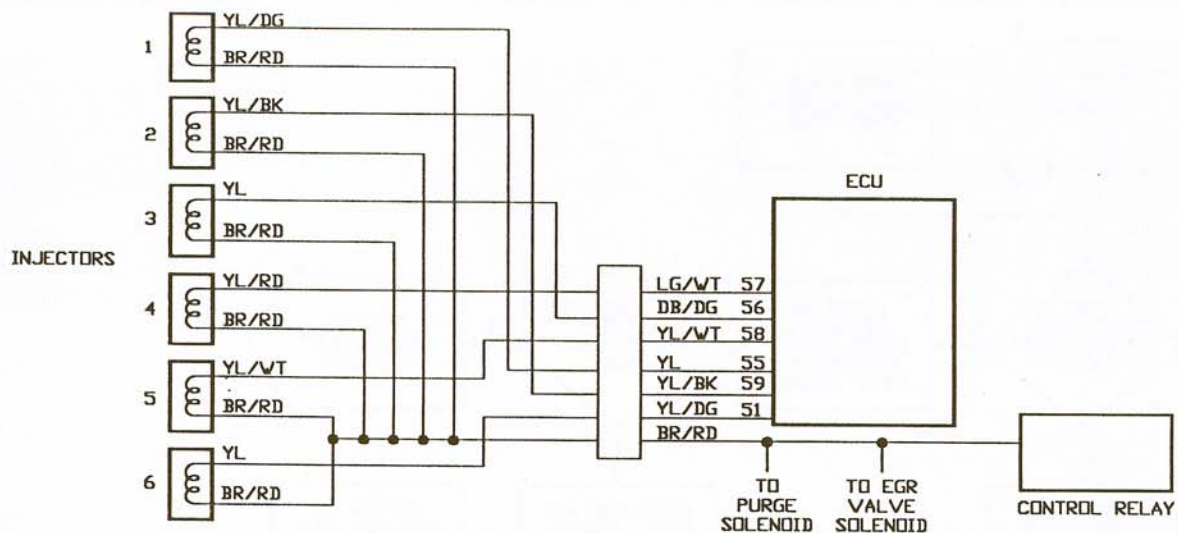 YL/DG
1
BR/RD
YL/BK
2
BR/RD
YL
3
BR/RD
INJECTORS
YL/RD
4
BR/RD
YL/WT
5
BR/RD
YL
6
BR/RD
ECU
LG/WT 57
DB/DG 56
YL/WT 58
YL 55
YL/BK 59
YL/DG 51
BR/RD
TO
PURGE
SOLENOID
TO EGR
VALVE
SOLENOID
CONTROL RELAY